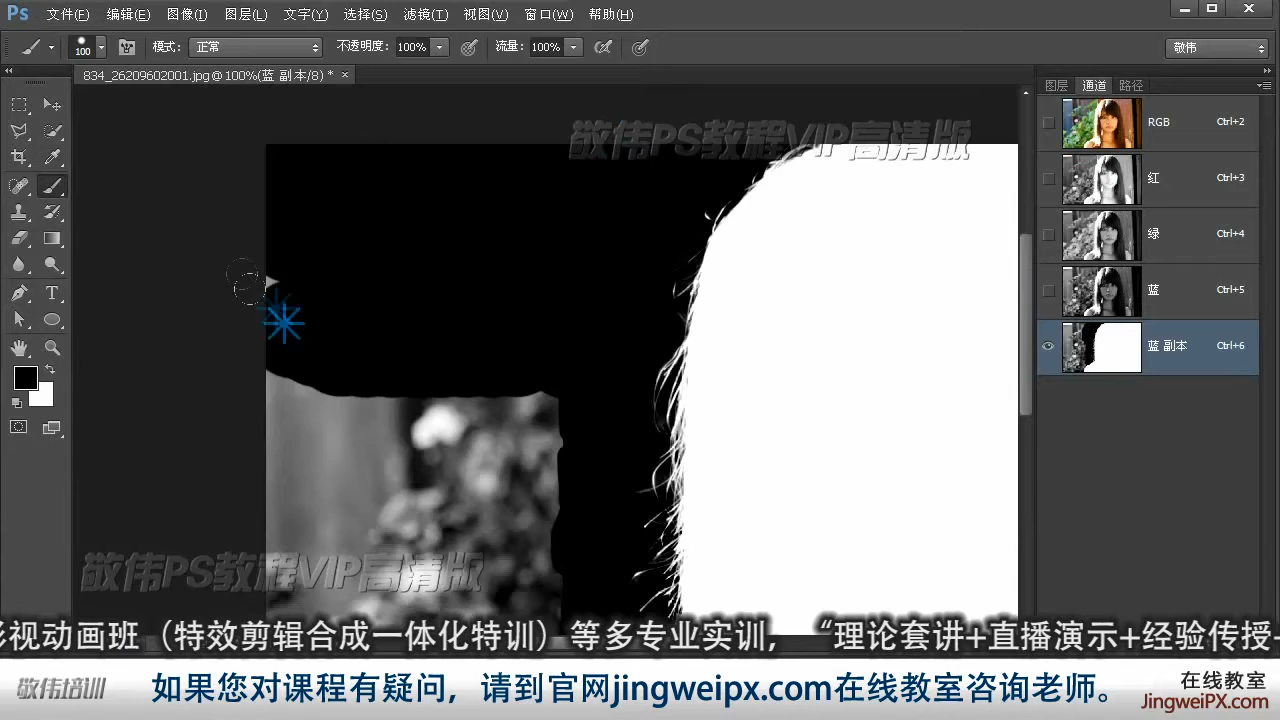 Ps 文件(F) 编辑(E) 图像(I) 图层(L) 文字(Y) 选择(S) 滤镜(T) 视图(V) 窗口(W) 帮助(H)
100 模式: 正常 不透明度: 100% 流量: 100% 敬伟
834_26209602001.jpg @ 100%(蓝 副本/8) * ×
图层 通道 路径
RGB Ctrl+2
红 Ctrl+3
绿 Ctrl+4
蓝 Ctrl+5
蓝 副本 Ctrl+6
敬伟PS教程VIP高清版
敬伟PS教程VIP高清版
影视动画班（特效剪辑合成一体化特训）等多专业实训，“理论套讲+直播演示+经验传授
敬伟培训
如果您对课程有疑问，请到官网jingweipx.com在线教室咨询老师。
在线教室
JingweiPX.com